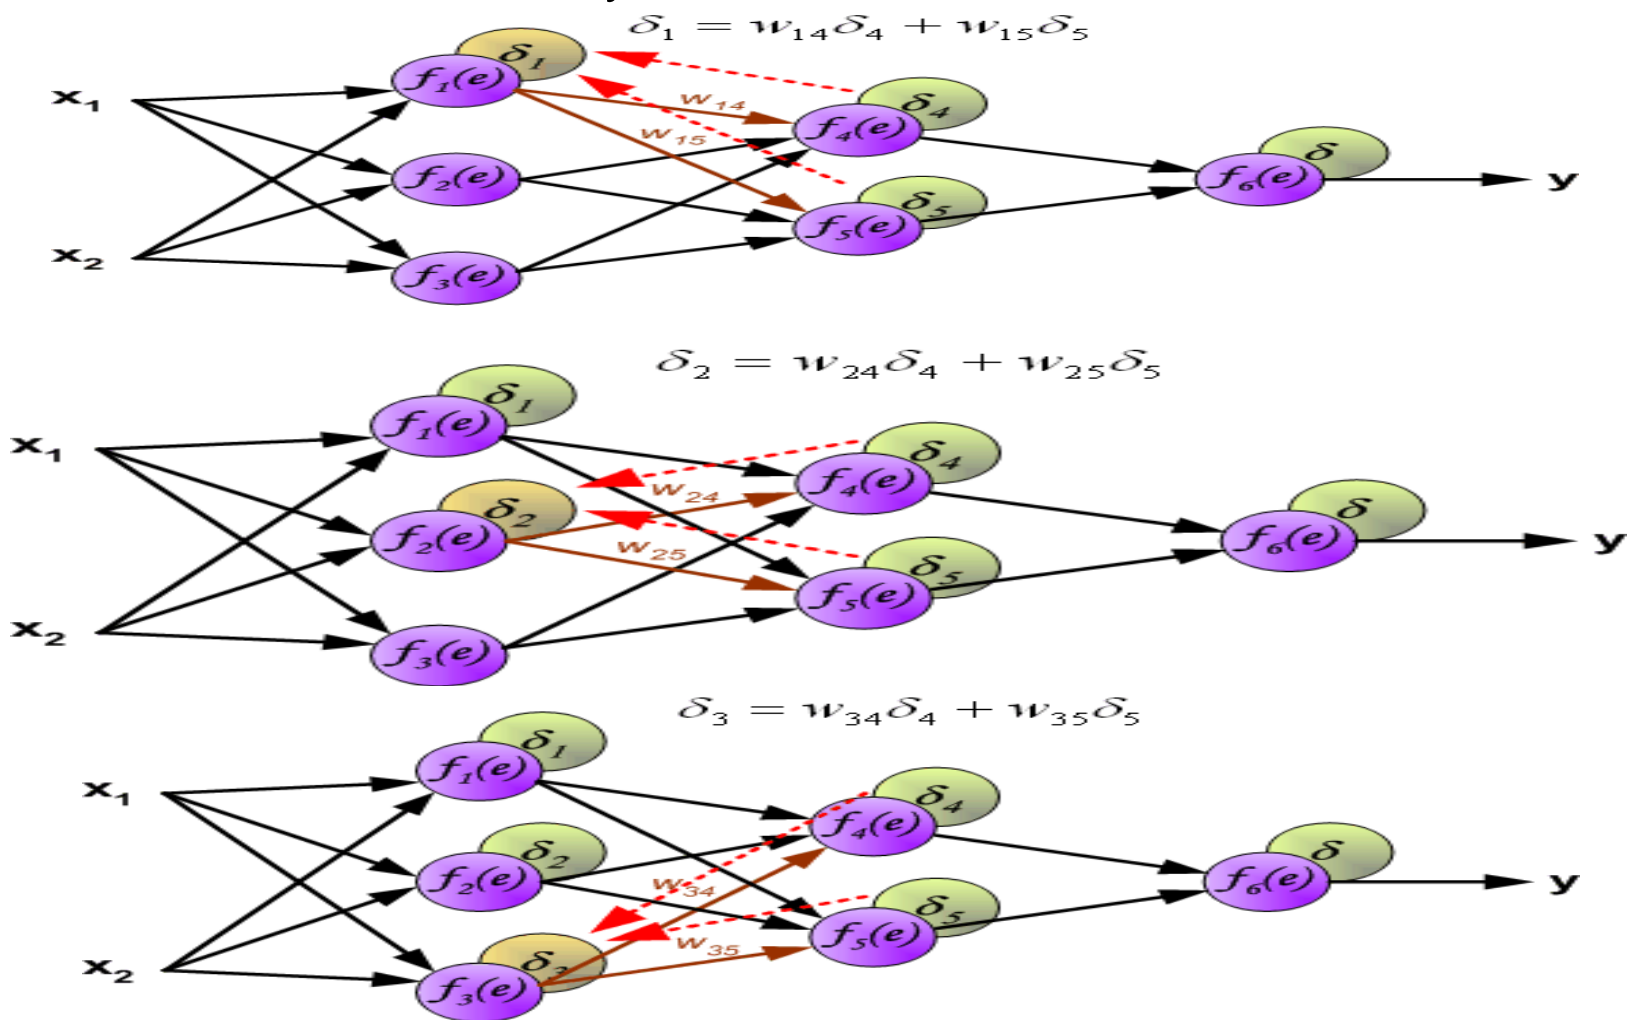 δ₁ = w₁₄δ₄ + w₁₅δ₅
δ₁
f₁(e)
x₁
w₁₄
δ₄
f₄(e)
w₁₅
δ
f₂(e)
f₆(e)
y
δ₅
f₅(e)
x₂
f₃(e)
δ₂ = w₂₄δ₄ + w₂₅δ₅
δ₁
f₁(e)
x₁
δ₄
f₄(e)
w₂₄
δ₂
f₂(e)
δ
f₆(e)
y
w₂₅
δ₅
f₅(e)
x₂
f₃(e)
δ₃ = w₃₄δ₄ + w₃₅δ₅
δ₁
f₁(e)
x₁
δ₄
f₄(e)
δ₂
f₂(e)
w₃₄
δ
f₆(e)
y
δ₅
f₅(e)
w₃₅
x₂
δ₃
f₃(e)